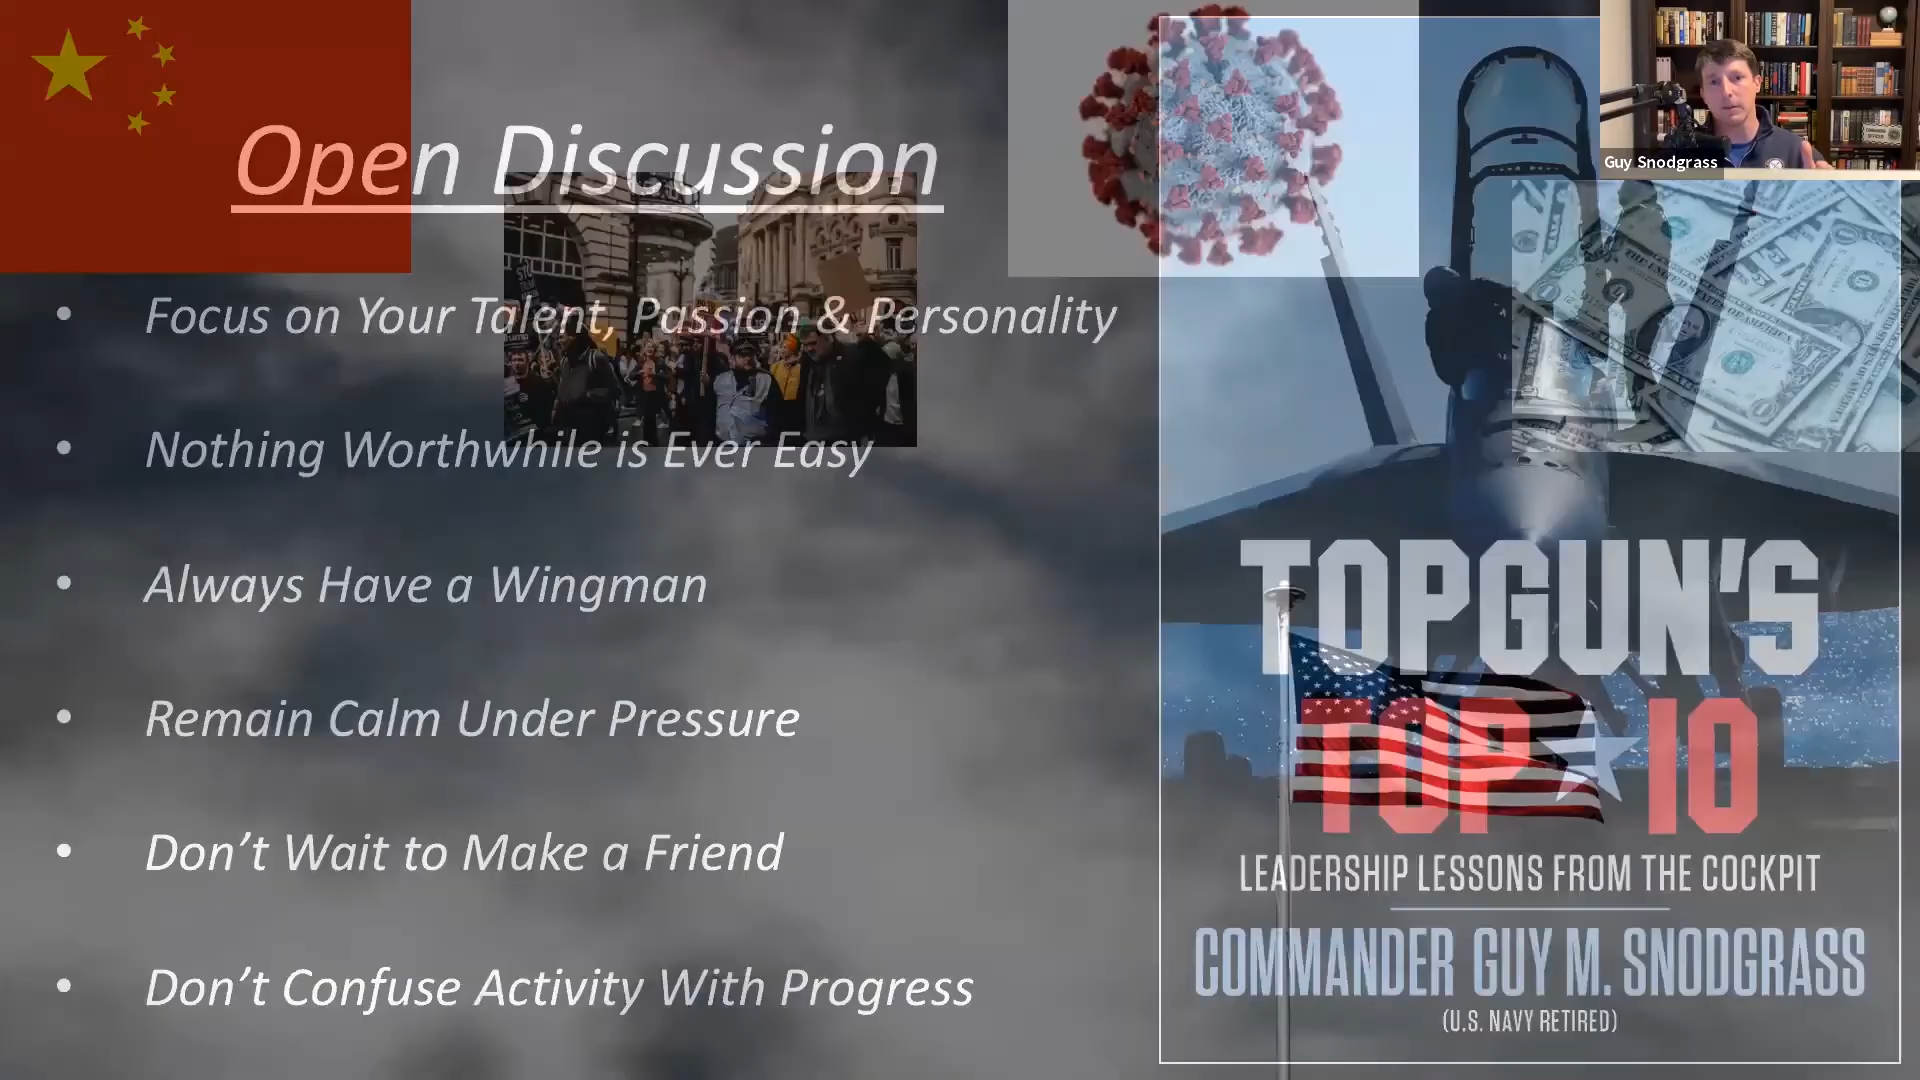 Open Discussion
• Focus on Your Talent, Passion & Personality
• Nothing Worthwhile is Ever Easy
• Always Have a Wingman
• Remain Calm Under Pressure
• Don't Wait to Make a Friend
• Don't Confuse Activity With Progress
Guy Snodgrass
TOPGUN'S
TOP 10
LEADERSHIP LESSONS FROM THE COCKPIT
COMMANDER GUY M. SNODGRASS
(U.S. NAVY RETIRED)